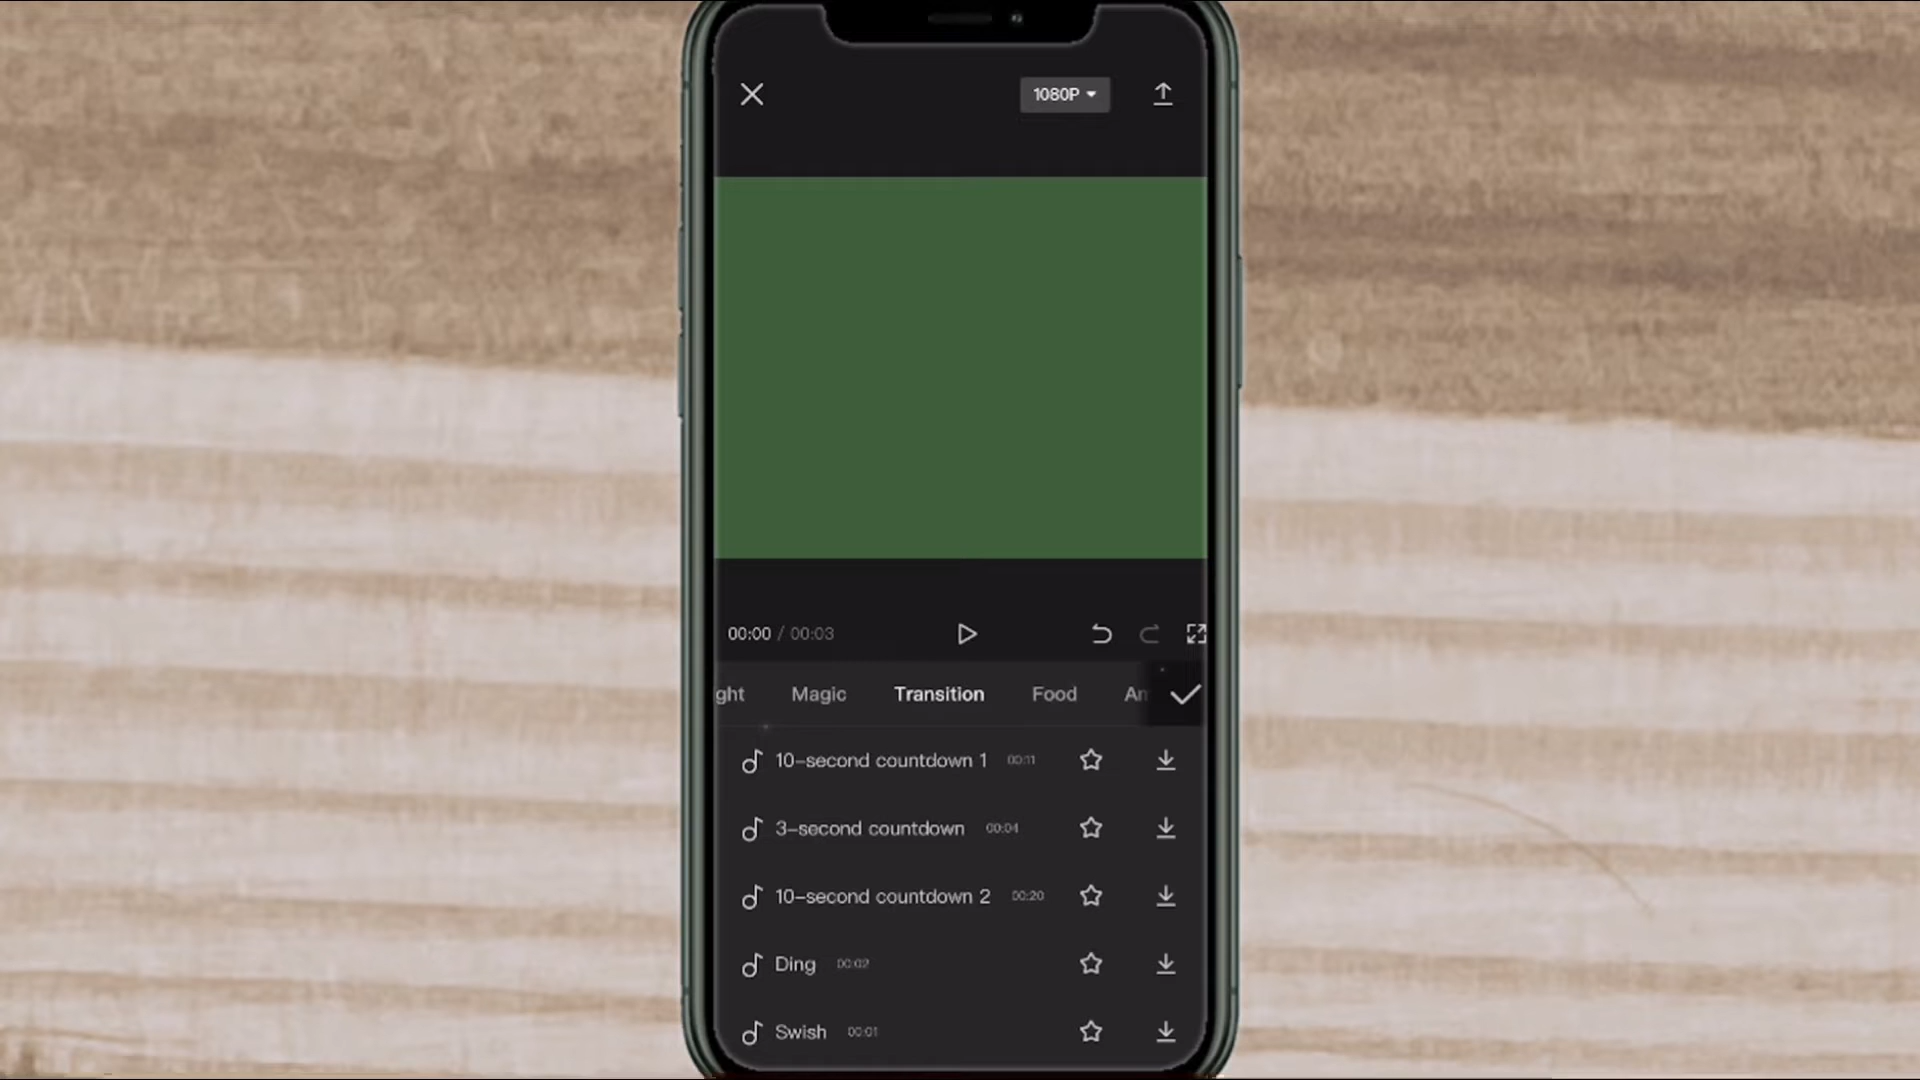 1080P
00:00 / 00:03
ght Magic Transition Food An
10-second countdown 1 00:11
3-second countdown 00:04
10-second countdown 2 00:20
Ding 00:02
Swish 00:01